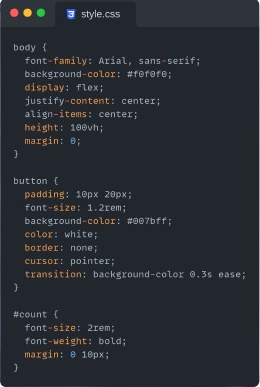 style.css
body {
  font-family: Arial, sans-serif;
  background-color: #f0f0f0;
  display: flex;
  justify-content: center;
  align-items: center;
  height: 100vh;
  margin: 0;
}

button {
  padding: 10px 20px;
  font-size: 1.2rem;
  background-color: #007bff;
  color: white;
  border: none;
  cursor: pointer;
  transition: background-color 0.3s ease;
}

#count {
  font-size: 2rem;
  font-weight: bold;
  margin: 0 10px;
}